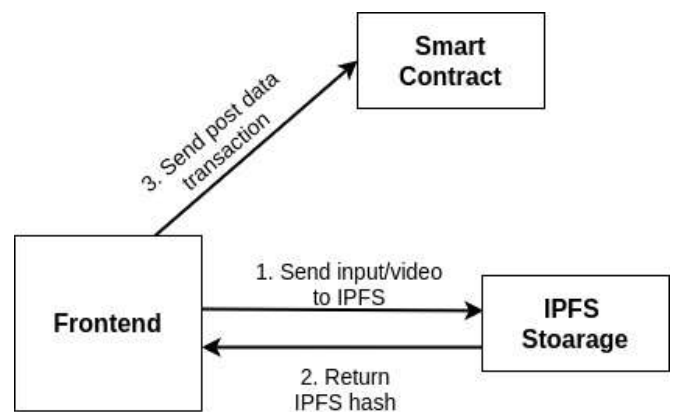 Smart
Contract
3. Send post data
transaction
1. Send input/video
to IPFS
Frontend
IPFS
Stoarage
2. Return
IPFS hash